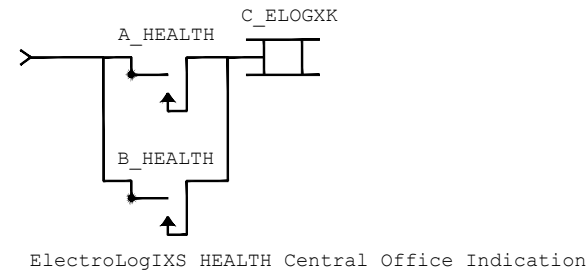 C_ELOGXK
A_HEALTH
B_HEALTH
ElectroLogIXS HEALTH Central Office Indication